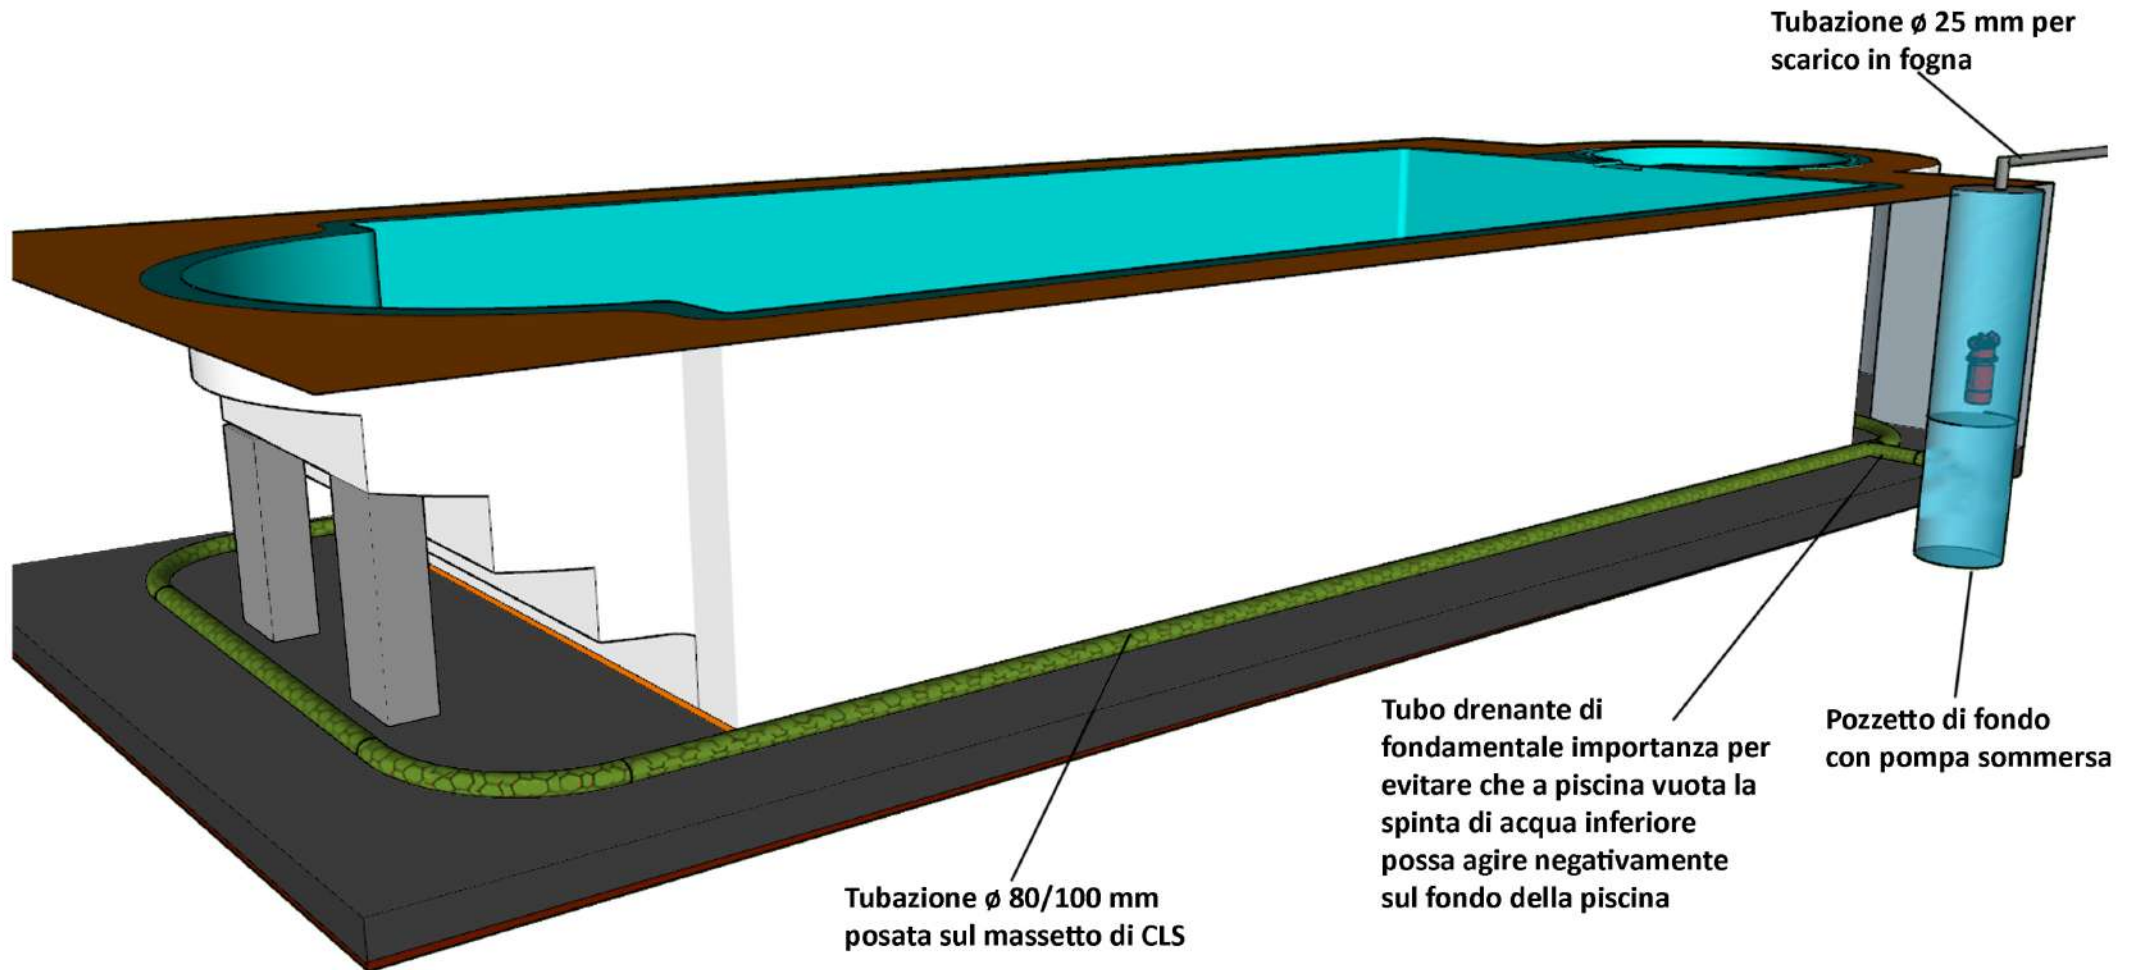 Tubazione ø 25 mm per
scarico in fogna
Tubo drenante di
fondamentale importanza per
evitare che a piscina vuota la
spinta di acqua inferiore
possa agire negativamente
sul fondo della piscina
Pozzetto di fondo
con pompa sommersa
Tubazione ø 80/100 mm
posata sul massetto di CLS